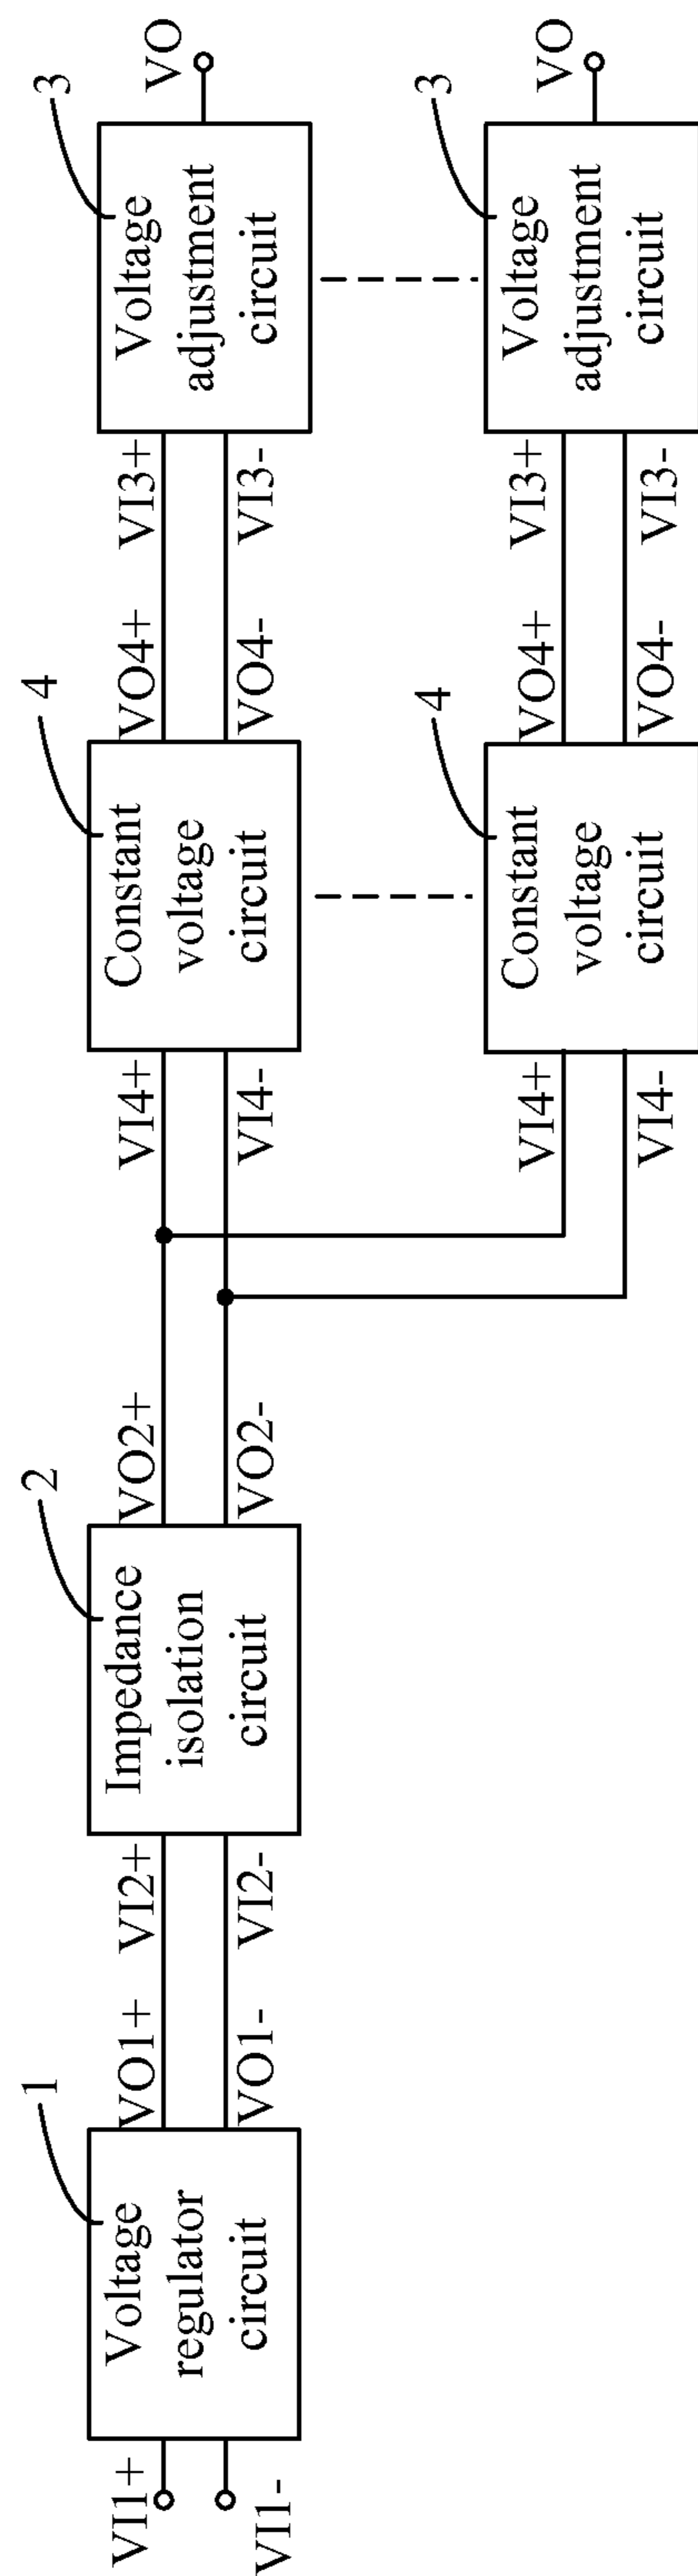 VI1+
VI1-
1
Voltage
regulator
circuit
VO1+
VO1-
VI2+
VI2-
2
Impedance
isolation
circuit
VO2+
VO2-
VI4+
VI4-
4
Constant
voltage
circuit
VO4+
VO4-
VI3+
VI3-
3
Voltage
adjustment
circuit
VO
VI4+
VI4-
4
Constant
voltage
circuit
VO4+
VO4-
VI3+
VI3-
3
Voltage
adjustment
circuit
VO